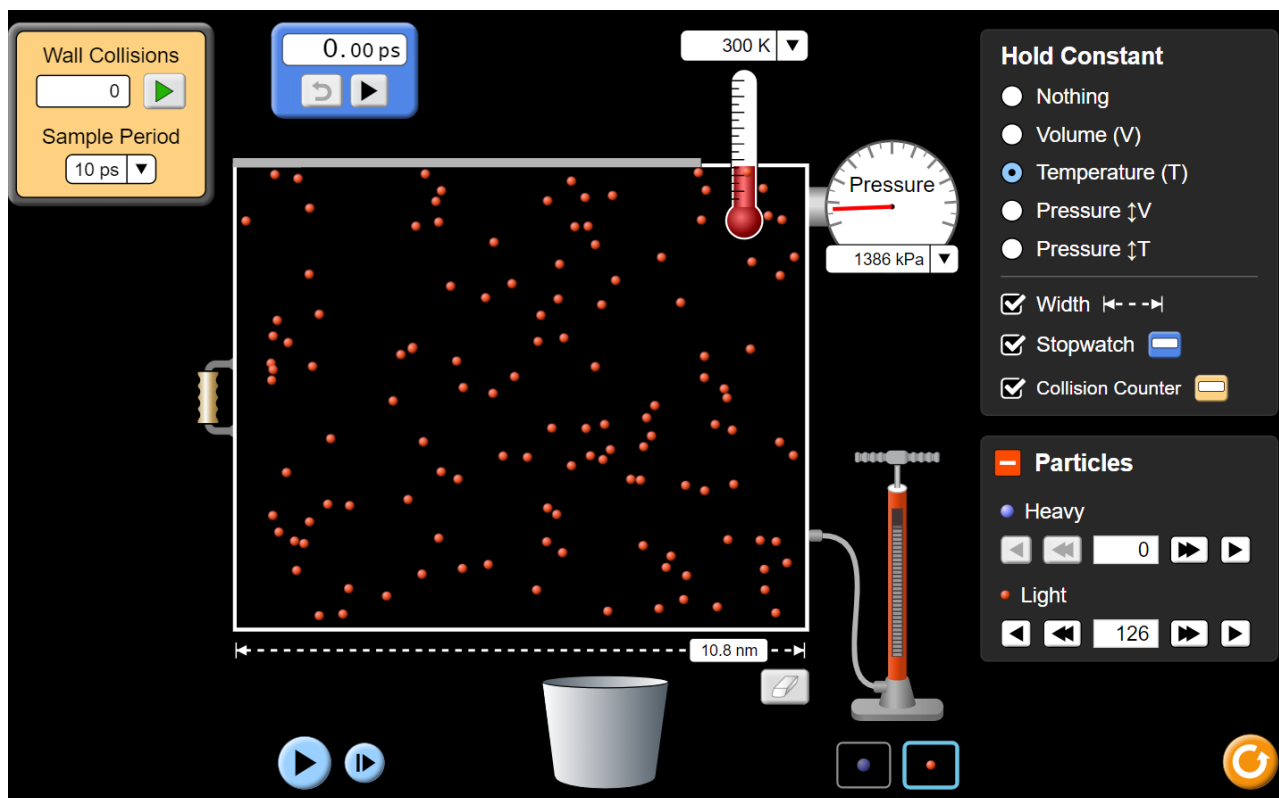 Wall Collisions
0
Sample Period
10 ps
0.00 ps
300 K
Pressure
1386 kPa
10.8 nm
Hold Constant
Nothing
Volume (V)
Temperature (T)
Pressure ↕V
Pressure ↕T
Width
Stopwatch
Collision Counter
Particles
Heavy
0
Light
126